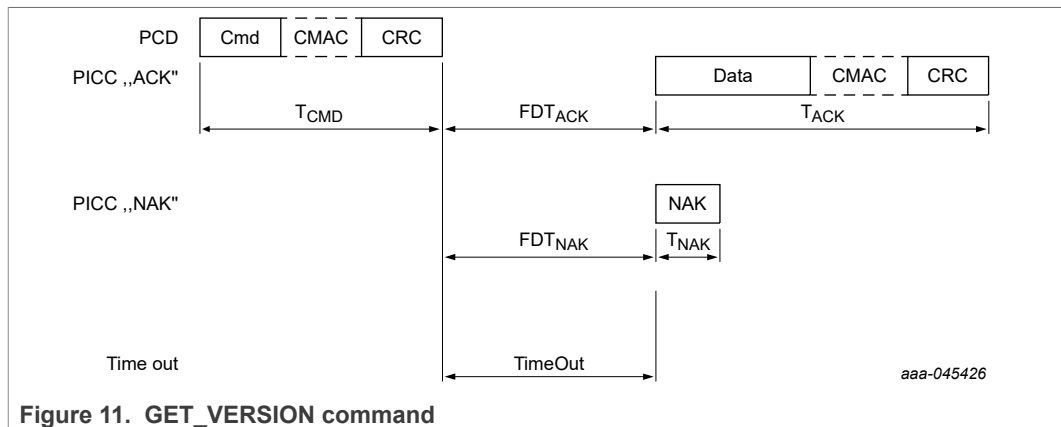 PCD Cmd CMAC CRC
PICC ,,ACK" Data CMAC CRC
TCMD FDTACK TACK
PICC ,,NAK" NAK
FDTNAK TNAK
Time out TimeOut aaa-045426
Figure 11. GET_VERSION command